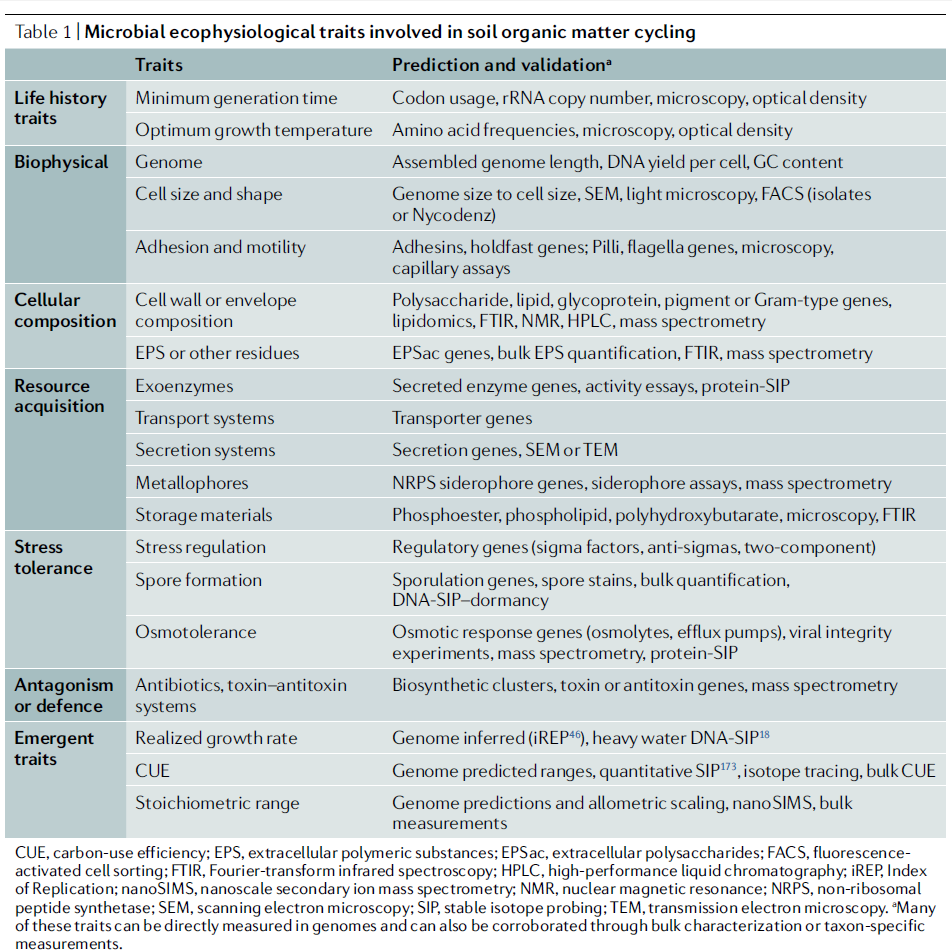 Table 1 | Microbial ecophysiological traits involved in soil organic matter cycling
Traits Prediction and validationᵃ
Life history traits Minimum generation time Codon usage, rRNA copy number, microscopy, optical density
Optimum growth temperature Amino acid frequencies, microscopy, optical density
Biophysical Genome Assembled genome length, DNA yield per cell, GC content
Cell size and shape Genome size to cell size, SEM, light microscopy, FACS (isolates
or Nycodenz)
Adhesion and motility Adhesins, holdfast genes; Pilli, flagella genes, microscopy,
capillary assays
Cellular composition Cell wall or envelope composition Polysaccharide, lipid, glycoprotein, pigment or Gram-type genes,
lipidomics, FTIR, NMR, HPLC, mass spectrometry
EPS or other residues EPSac genes, bulk EPS quantification, FTIR, mass spectrometry
Resource acquisition Exoenzymes Secreted enzyme genes, activity essays, protein-SIP
Transport systems Transporter genes
Secretion systems Secretion genes, SEM or TEM
Metallophores NRPS siderophore genes, siderophore assays, mass spectrometry
Storage materials Phosphoester, phospholipid, polyhydroxybutarate, microscopy, FTIR
Stress tolerance Stress regulation Regulatory genes (sigma factors, anti-sigmas, two-component)
Spore formation Sporulation genes, spore stains, bulk quantification,
DNA-SIP–dormancy
Osmotolerance Osmotic response genes (osmolytes, efflux pumps), viral integrity
experiments, mass spectrometry, protein-SIP
Antagonism or defence Antibiotics, toxin–antitoxin systems Biosynthetic clusters, toxin or antitoxin genes, mass spectrometry
Emergent traits Realized growth rate Genome inferred (iREP⁴⁶), heavy water DNA-SIP¹⁸
CUE Genome predicted ranges, quantitative SIP¹⁷³, isotope tracing, bulk CUE
Stoichiometric range Genome predictions and allometric scaling, nanoSIMS, bulk
measurements
CUE, carbon-use efficiency; EPS, extracellular polymeric substances; EPSac, extracellular polysaccharides; FACS, fluorescence-
activated cell sorting; FTIR, Fourier-transform infrared spectroscopy; HPLC, high-performance liquid chromatography; iREP, Index
of Replication; nanoSIMS, nanoscale secondary ion mass spectrometry; NMR, nuclear magnetic resonance; NRPS, non-ribosomal
peptide synthetase; SEM, scanning electron microscopy; SIP, stable isotope probing; TEM, transmission electron microscopy. ᵃMany
of these traits can be directly measured in genomes and can also be corroborated through bulk characterization or taxon-specific
measurements.